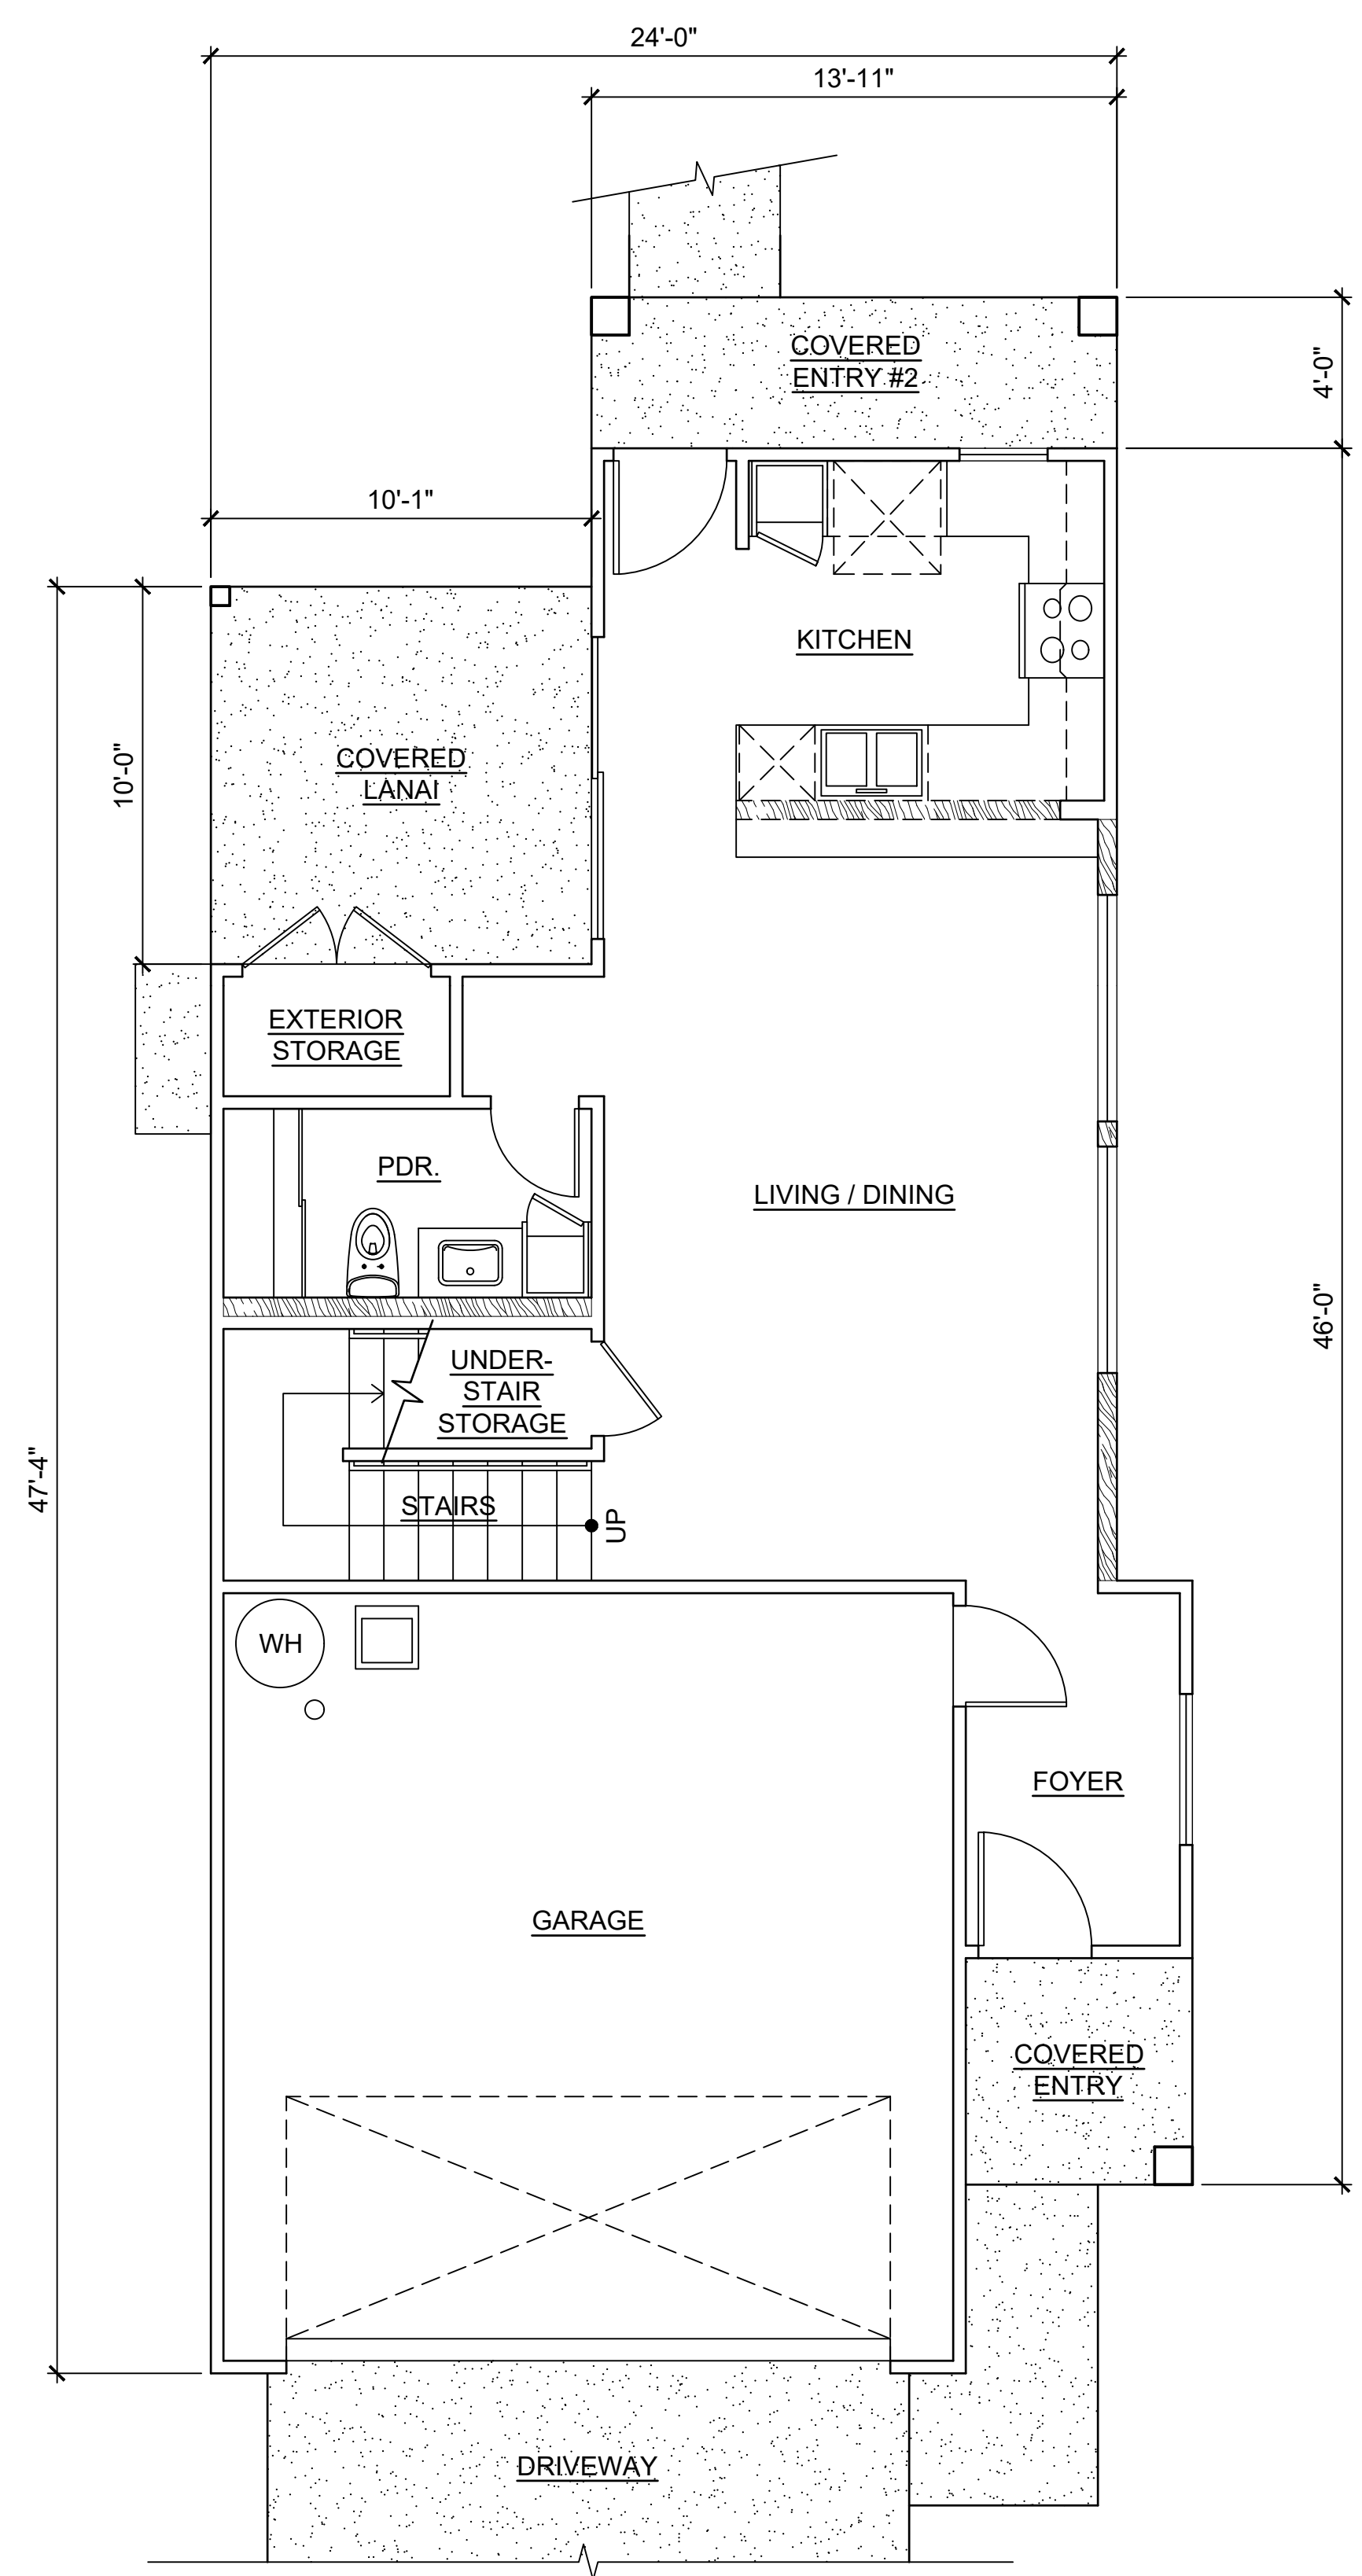 24'-0"
13'-11"
COVERED
ENTRY #2
4'-0"
10'-1"
KITCHEN
COVERED
LANAI
10'-0"
EXTERIOR
STORAGE
PDR.
LIVING / DINING
46'-0"
UNDER-
STAIR
STORAGE
47'-4"
STAIRS
UP
WH
FOYER
GARAGE
COVERED
ENTRY
DRIVEWAY